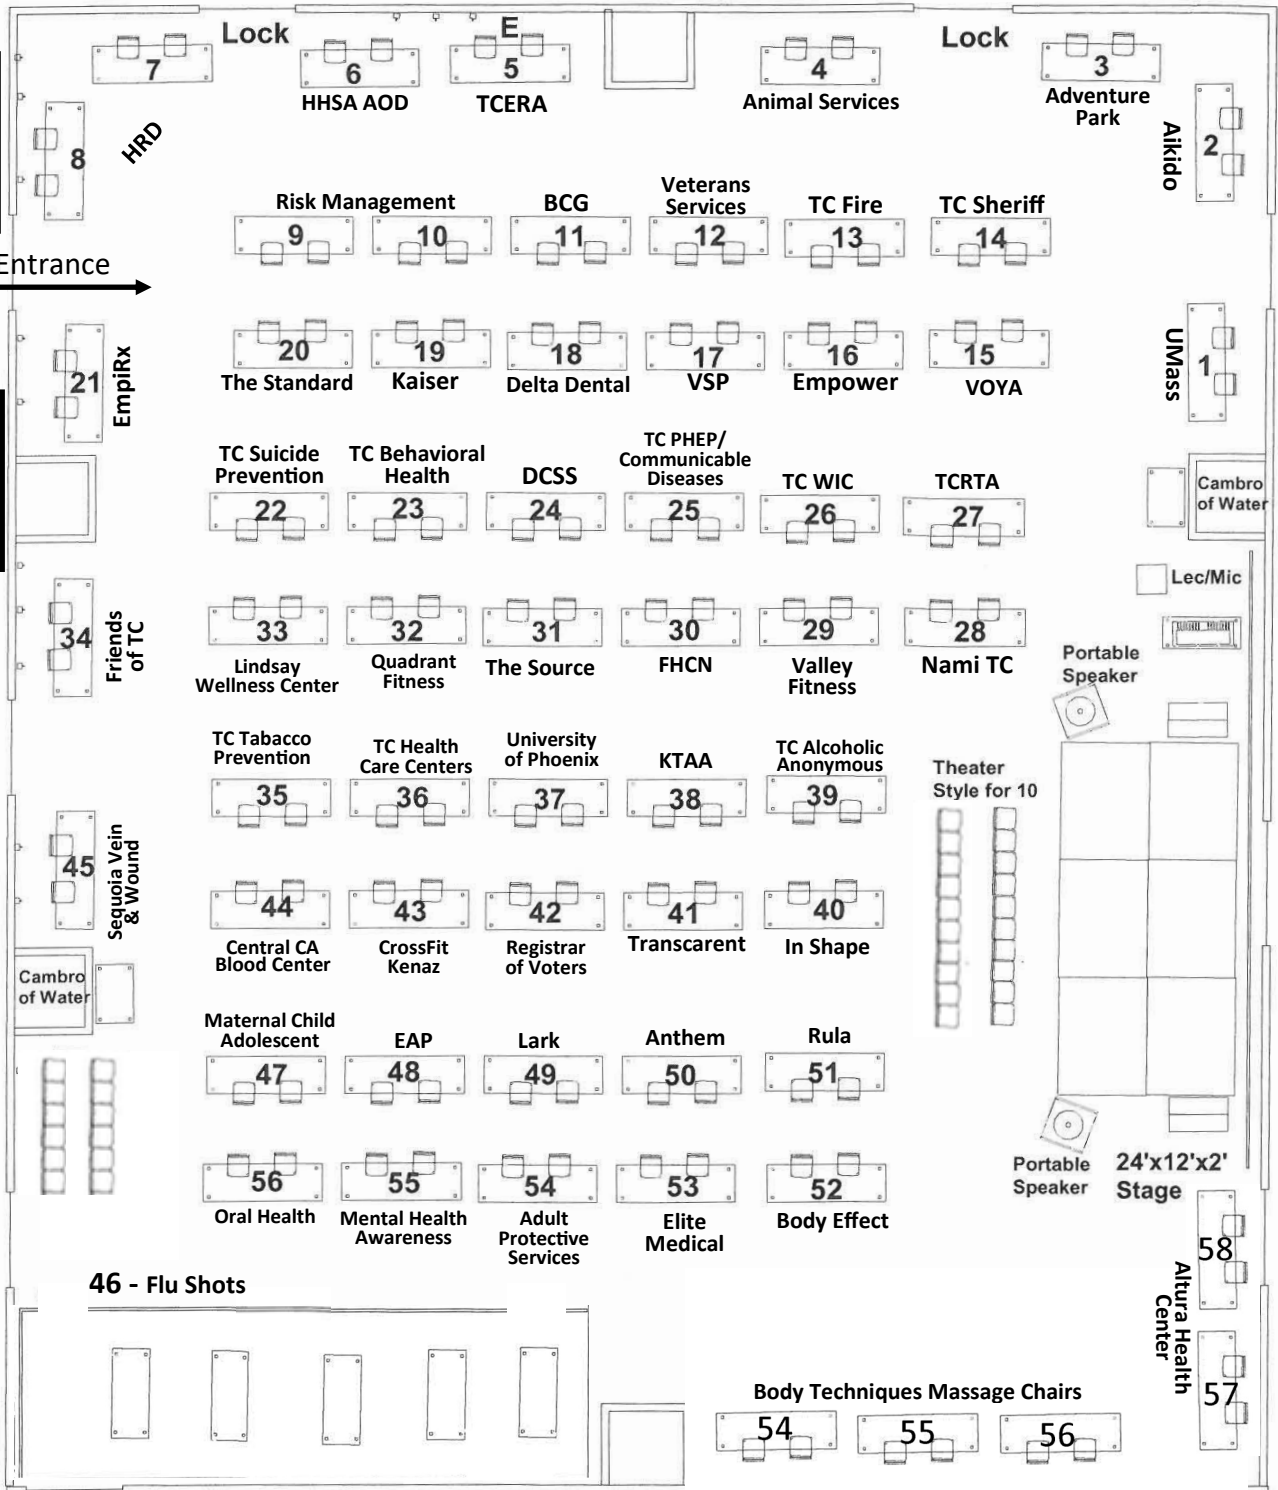 Lock
E
Lock
7
6
5
4
3
HHSA AOD
TCERA
Animal Services
Adventure
Park
8
HRD
Aikido
2
Risk Management
BCG
Veterans
Services
TC Fire
TC Sheriff
9
10
11
12
13
14
Entrance
21
EmpiRx
20
19
18
17
16
15
The Standard
Kaiser
Delta Dental
VSP
Empower
VOYA
UMass
1
TC Suicide
Prevention
TC Behavioral
Health
DCSS
TC PHEP/
Communicable
Diseases
TC WIC
TCRTA
22
23
24
25
26
27
Cambro
of Water
Lec/Mic
34
Friends
of TC
33
32
31
30
29
28
Lindsay
Wellness Center
Quadrant
Fitness
The Source
FHCN
Valley
Fitness
Nami TC
Portable
Speaker
TC Tabacco
Prevention
TC Health
Care Centers
University
of Phoenix
KTAA
TC Alcoholic
Anonymous
35
36
37
38
39
Theater
Style for 10
45
Sequoia Vein
& Wound
44
43
42
41
40
Central CA
Blood Center
CrossFit
Kenaz
Registrar
of Voters
Transcarent
In Shape
Cambro
of Water
Maternal Child
Adolescent
EAP
Lark
Anthem
Rula
47
48
49
50
51
56
55
54
53
52
Oral Health
Mental Health
Awareness
Adult
Protective
Services
Elite
Medical
Body Effect
Portable
Speaker
24'x12'x2'
Stage
58
Altura Health
Center
57
46 - Flu Shots
Body Techniques Massage Chairs
54
55
56